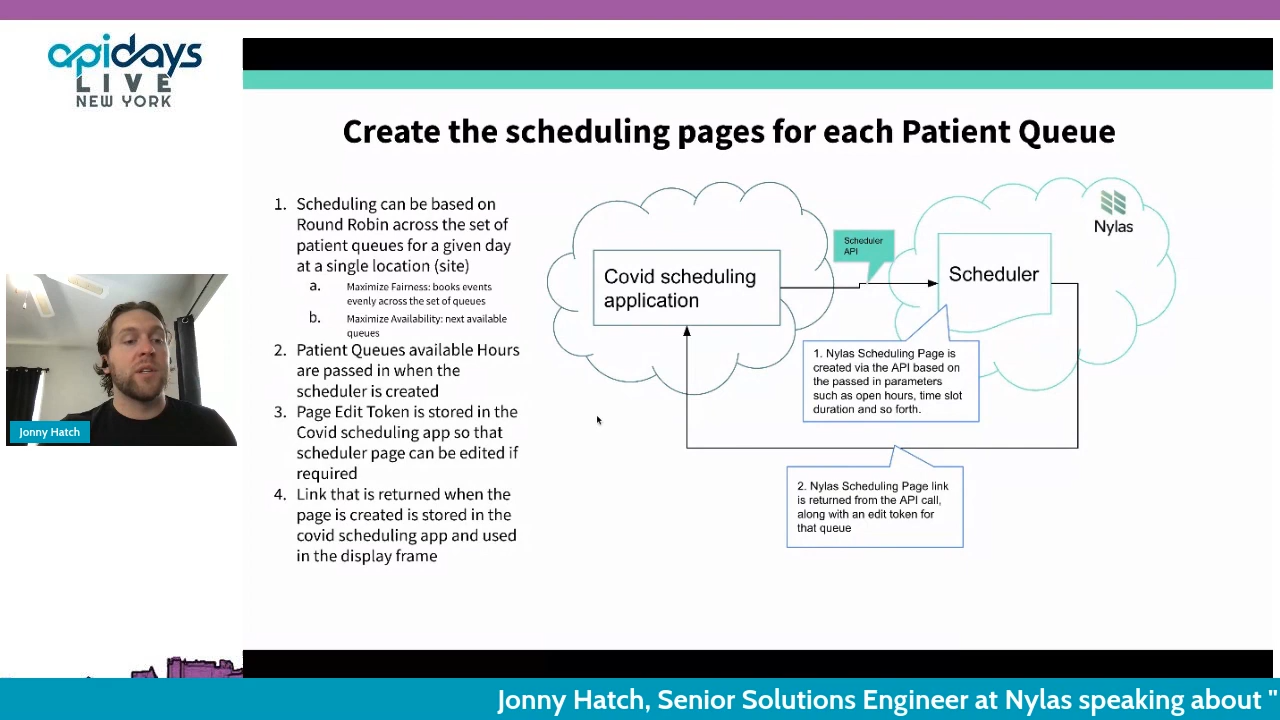 apidays
LIVE
NEW YORK
Create the scheduling pages for each Patient Queue
1. Scheduling can be based on
Round Robin across the set of
patient queues for a given day
at a single location (site)
a. Maximize Fairness: books events
evenly across the set of queues
b. Maximize Availability: next available
queues
2. Patient Queues available Hours
are passed in when the
scheduler is created
3. Page Edit Token is stored in the
Covid scheduling app so that
scheduler page can be edited if
required
4. Link that is returned when the
page is created is stored in the
covid scheduling app and used
in the display frame
Covid scheduling
application
Scheduler
API
Nylas
Scheduler
1. Nylas Scheduling Page is
created via the API based on
the passed in parameters
such as open hours, time slot
duration and so forth.
2. Nylas Scheduling Page link
is returned from the API call,
along with an edit token for
that queue
Jonny Hatch
Jonny Hatch, Senior Solutions Engineer at Nylas speaking about "